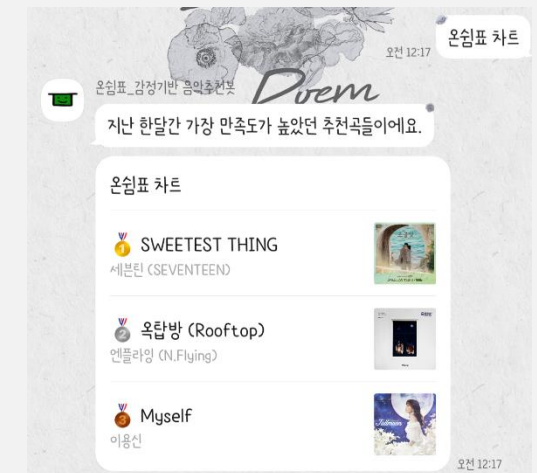 온쉼표 차트
오전 12:17
Poem
온쉼표_감정기반 음악추천봇
지난 한달간 가장 만족도가 높았던 추천곡들이에요.
온쉼표 차트
SWEETEST THING
세븐틴 (SEVENTEEN)
옥탑방 (Rooftop)
엔플라잉 (N.Flying)
Myself
이용신
오전 12:17